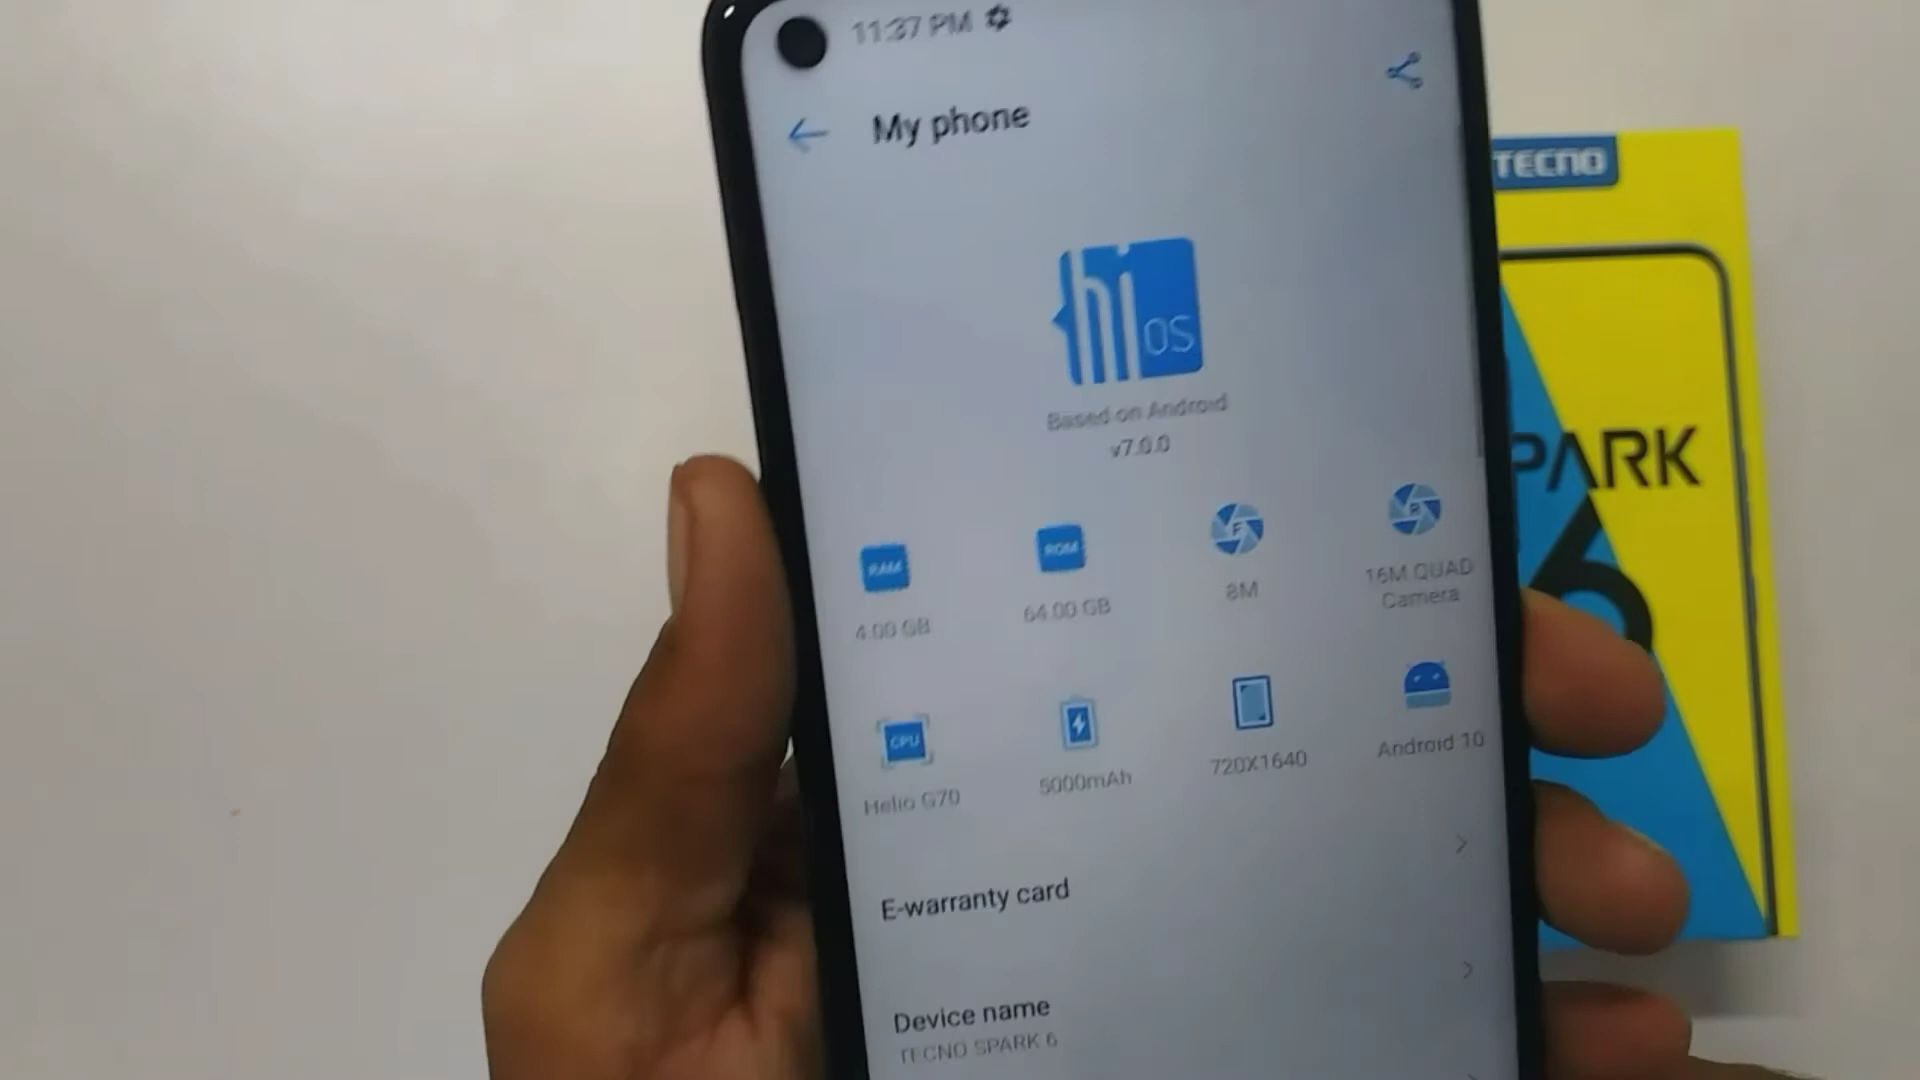 11:37 PM
My phone
hi OS
Based on Android
v7.0.0
RAM
ROM
F
R
4.00 GB
64.00 GB
8M
16M QUAD
Camera
CPU
Helio G70
5000mAh
720X1640
Android 10
E-warranty card
Device name
TECNO SPARK 6
TECNO
PARK
6